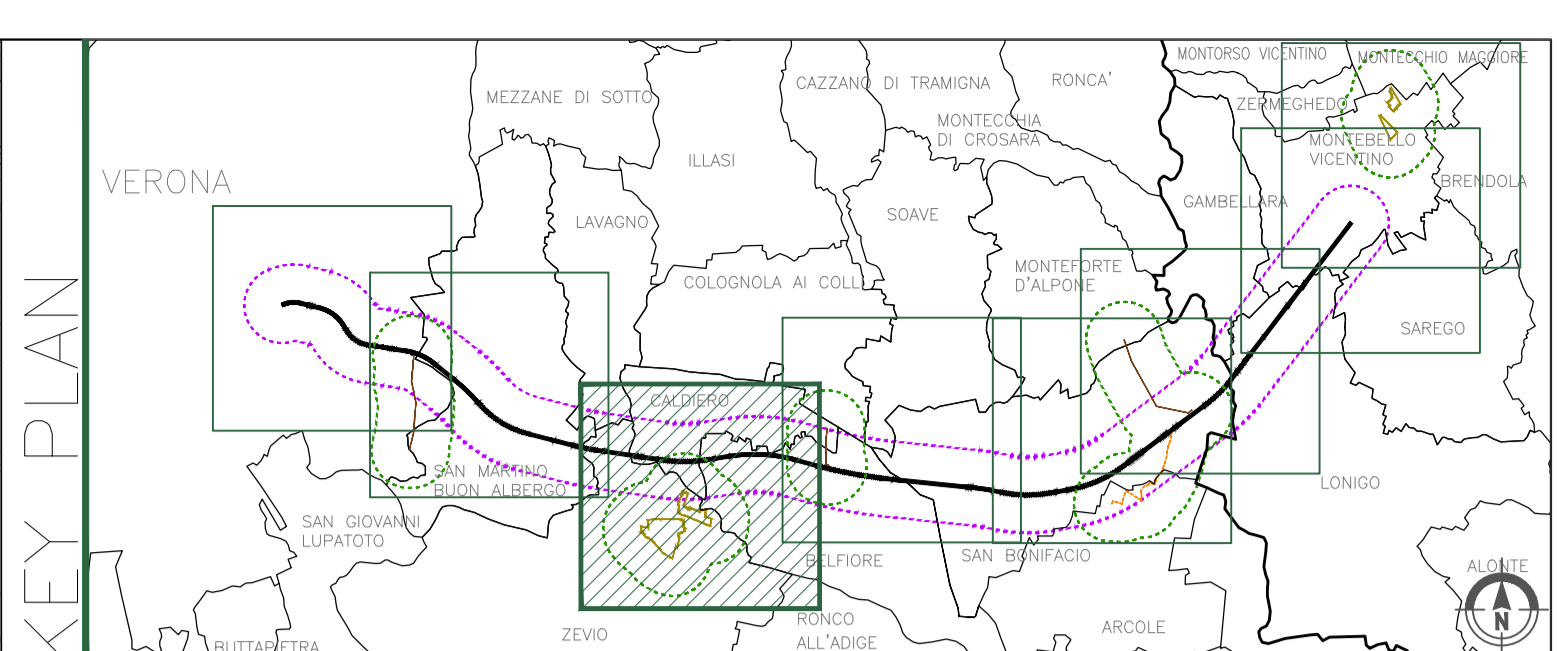 KEY PLAN
MONTORSO VICENTINO
MONTECCHIO MAGGIORE
MEZZANE DI SOTTO
CAZZANO DI TRAMIGNA
RONCA'
ZERMEGHEDO
MONTECCHIA
DI CROSARA
ILLASI
MONTEBELLO
VICENTINO
VERONA
BRENDOLA
GAMBELLARA
LAVAGNO
SOAVE
MONTEFORTE
D'ALPONE
COLOGNOLA AI COLLI
SAREGO
CALDIERO
SAN MARTINO
BUON ALBERGO
LONIGO
SAN GIOVANNI
LUPATOTO
BELFIORE
SAN BONIFACIO
ALONTE
N
RONCO
ALL'ADIGE
ZEVIO
ARCOLE
BUTTAPIETRA